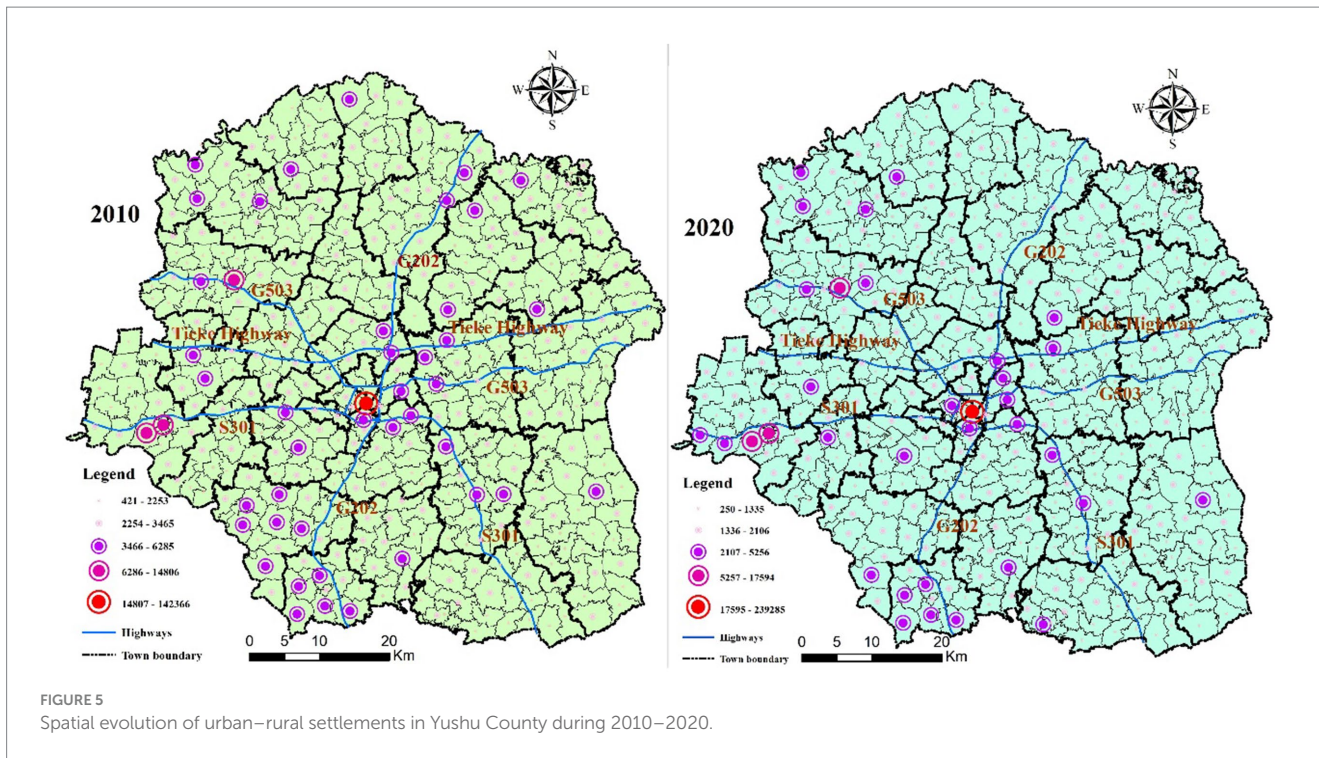 N
W E
S
2010
G202
G503
Tieke Highway
Tieke Highway
G503
S301
G202
S301
Legend
421 - 2253
2254 - 3465
3466 - 6285
6286 - 14806
14807 - 142366
Highways
Town boundary
0 5 10 20
Km
N
W E
S
2020
G202
G503
Tieke Highway
Tieke Highway
G503
S301
G202
S301
Legend
250 - 1335
1336 - 2106
2107 - 5256
5257 - 17594
17595 - 239285
Highways
Town boundary
0 5 10 20
Km
FIGURE 5
Spatial evolution of urban–rural settlements in Yushu County during 2010–2020.